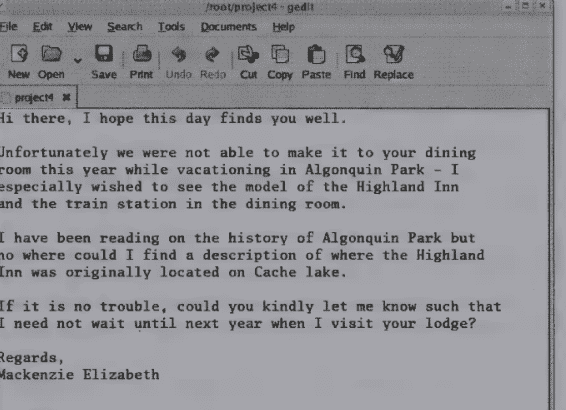 /root/project4 - gedit
File Edit View Search Tools Documents Help
New Open Save Print Undo Redo Cut Copy Paste Find Replace
project4
Hi there, I hope this day finds you well.
Unfortunately we were not able to make it to your dining
room this year while vacationing in Algonquin Park - I
especially wished to see the model of the Highland Inn
and the train station in the dining room.
I have been reading on the history of Algonquin Park but
no where could I find a description of where the Highland
Inn was originally located on Cache lake.
If it is no trouble, could you kindly let me know such that
I need not wait until next year when I visit your lodge?
Regards,
Mackenzie Elizabeth